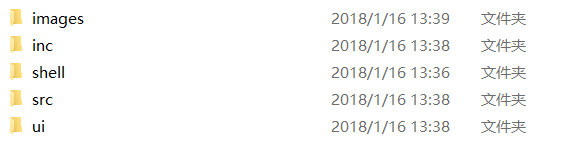 images 2018/1/16 13:39 文件夹
inc 2018/1/16 13:38 文件夹
shell 2018/1/16 13:36 文件夹
src 2018/1/16 13:38 文件夹
ui 2018/1/16 13:38 文件夹